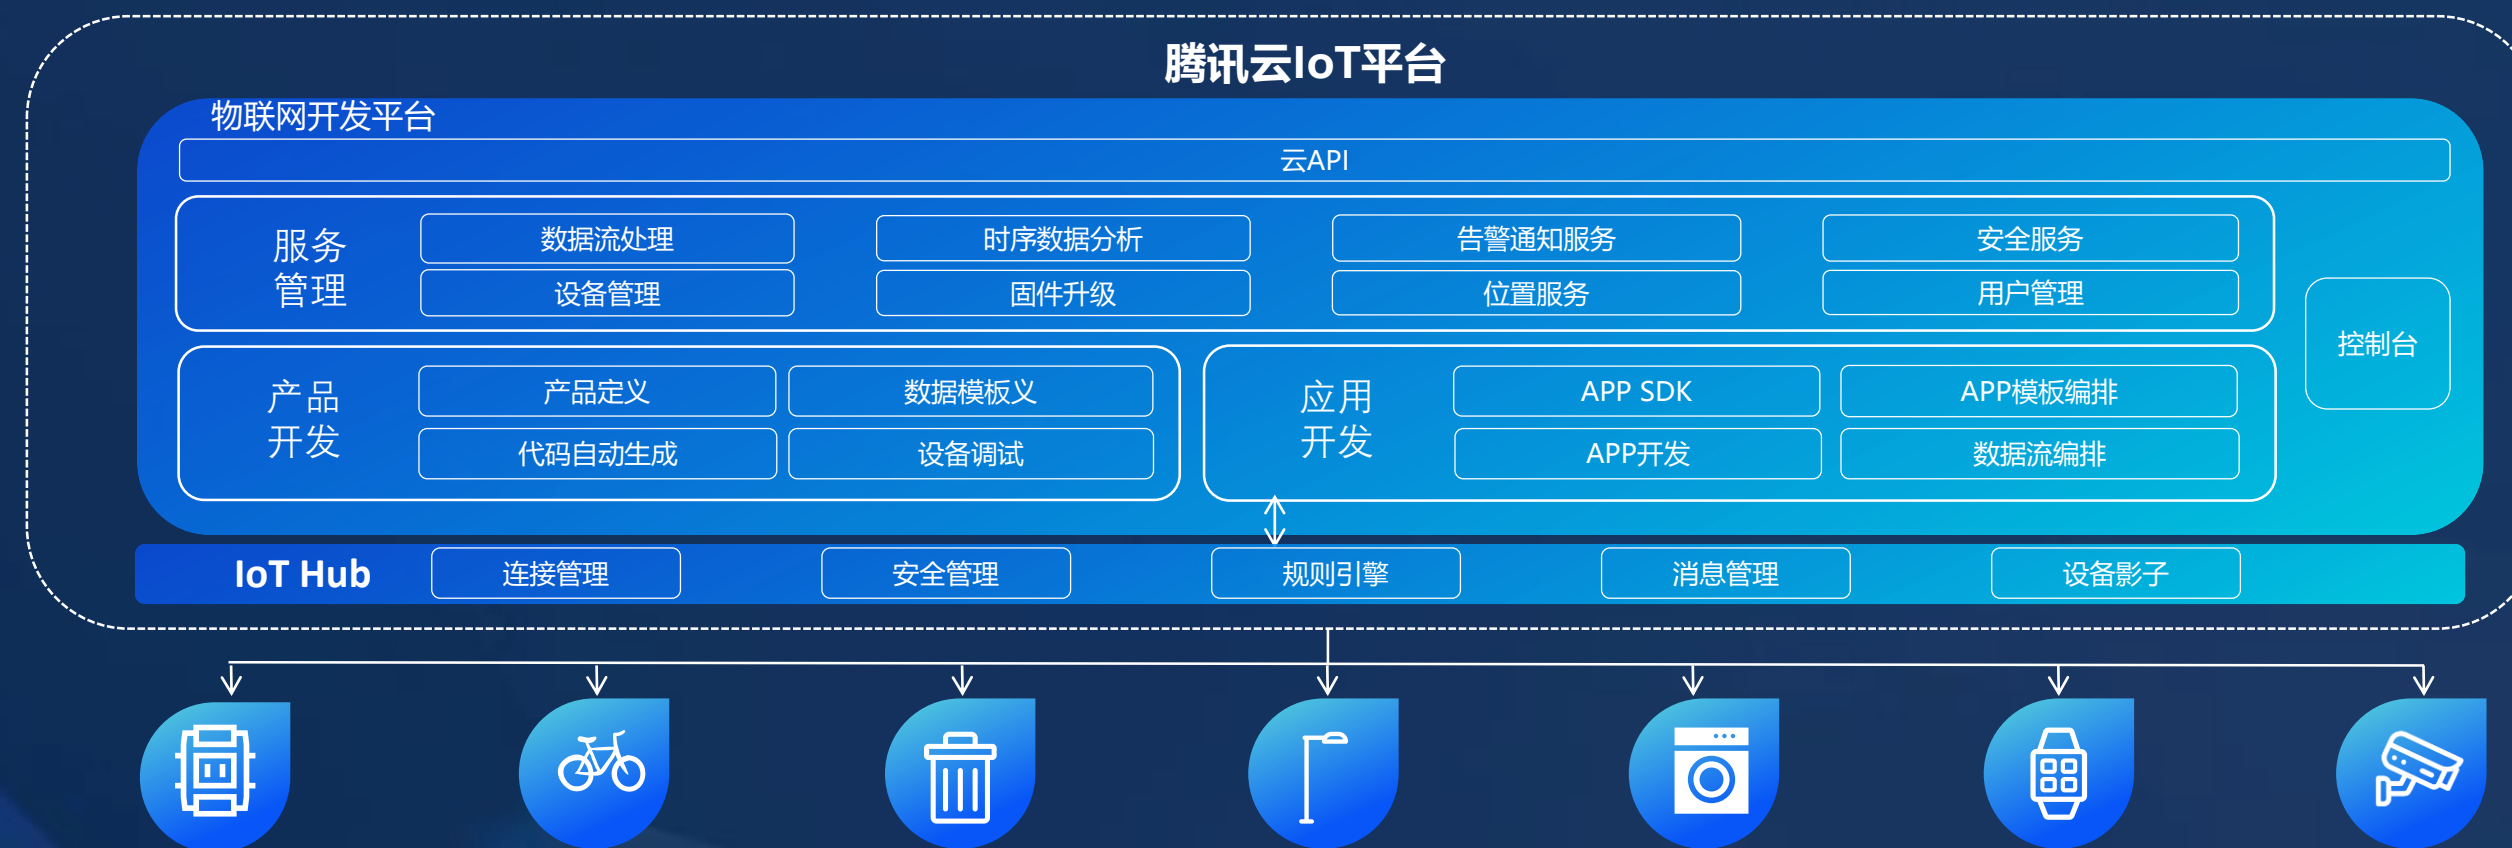 腾讯云IoT平台
物联网开发平台
云API
服务
管理
数据流处理
时序数据分析
告警通知服务
安全服务
设备管理
固件升级
位置服务
用户管理
控制台
产品
开发
产品定义
数据模板义
代码自动生成
设备调试
应用
开发
APP SDK
APP模板编排
APP开发
数据流编排
IoT Hub
连接管理
安全管理
规则引擎
消息管理
设备影子